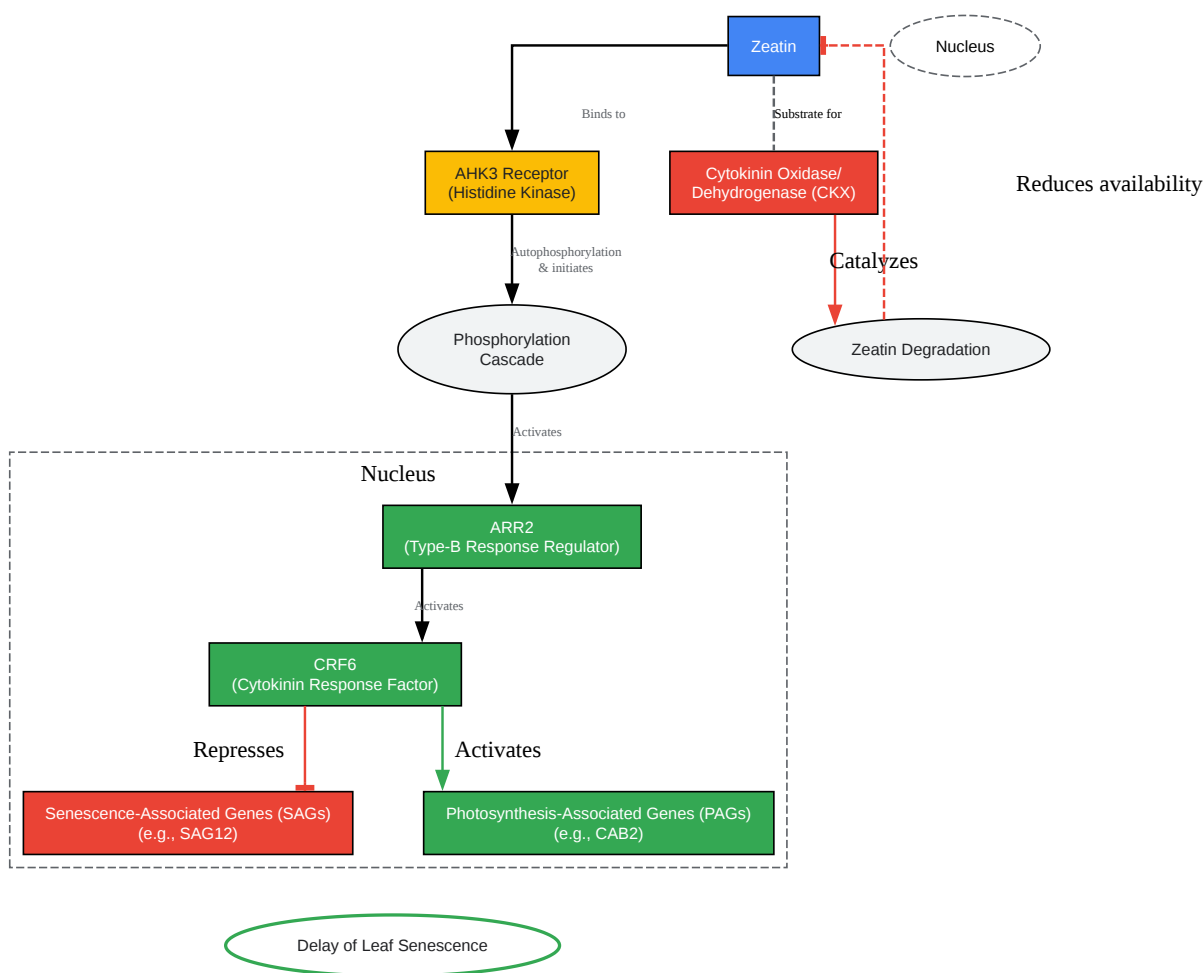 Zeatin
Nucleus
Binds to
Substrate for
AHK3 Receptor
(Histidine Kinase)
Cytokinin Oxidase/
Dehydrogenase (CKX)
Reduces availability
Autophosphorylation
& initiates
Catalyzes
Phosphorylation
Cascade
Zeatin Degradation
Activates
Nucleus
ARR2
(Type-B Response Regulator)
Activates
CRF6
(Cytokinin Response Factor)
Represses
Activates
Senescence-Associated Genes (SAGs)
(e.g., SAG12)
Photosynthesis-Associated Genes (PAGs)
(e.g., CAB2)
Delay of Leaf Senescence